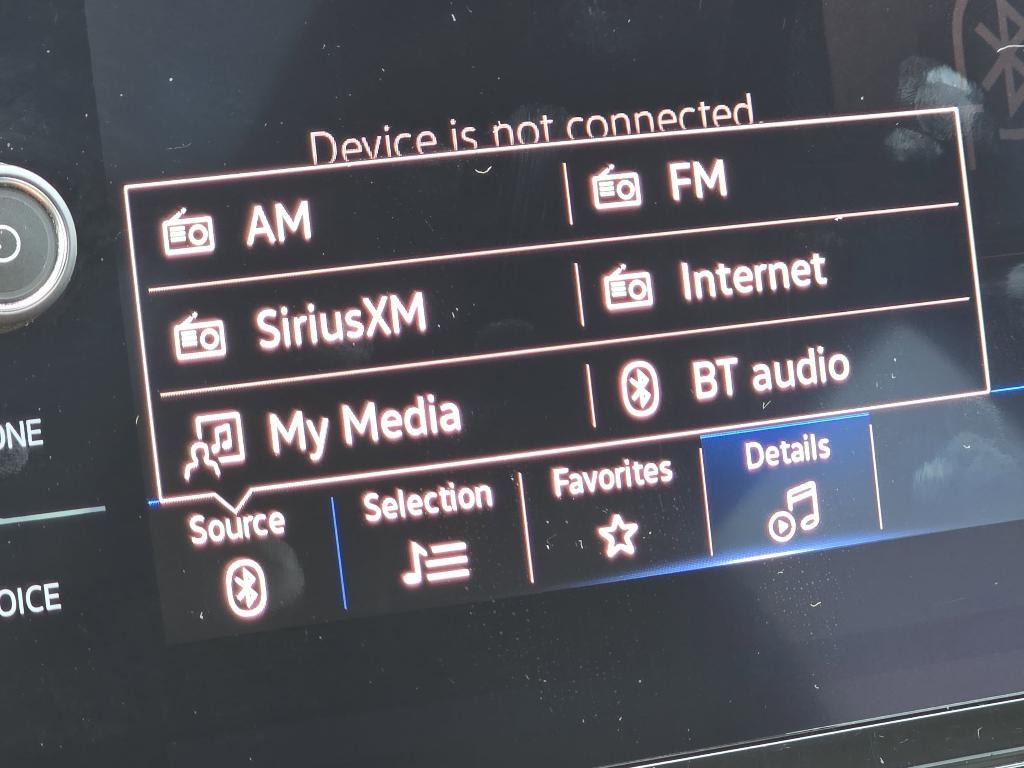 Device is not connected.
AM
FM
SiriusXM
Internet
My Media
BT audio
Source
Selection
Favorites
Details
ONE
OICE